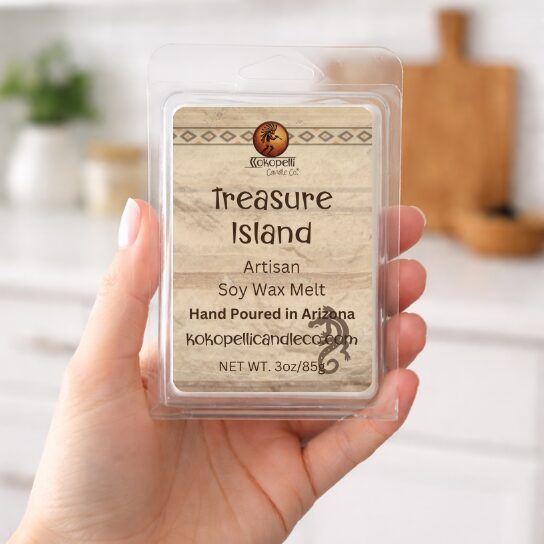 Kokopelli
Candle Co.
Treasure
Island
Artisan
Soy Wax Melt
Hand Poured in Arizona
kokopellicandleco.com
NET WT. 3oz/85g